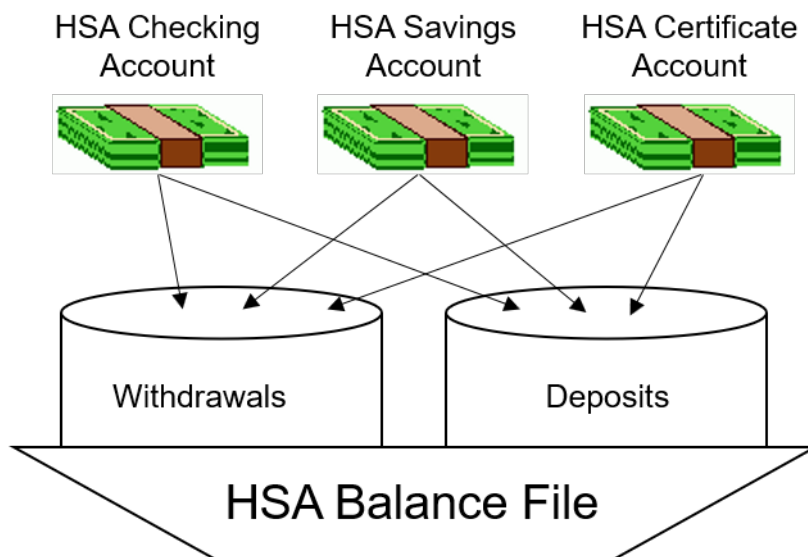 HSA Checking
Account
HSA Savings
Account
HSA Certificate
Account
Withdrawals
Deposits
HSA Balance File